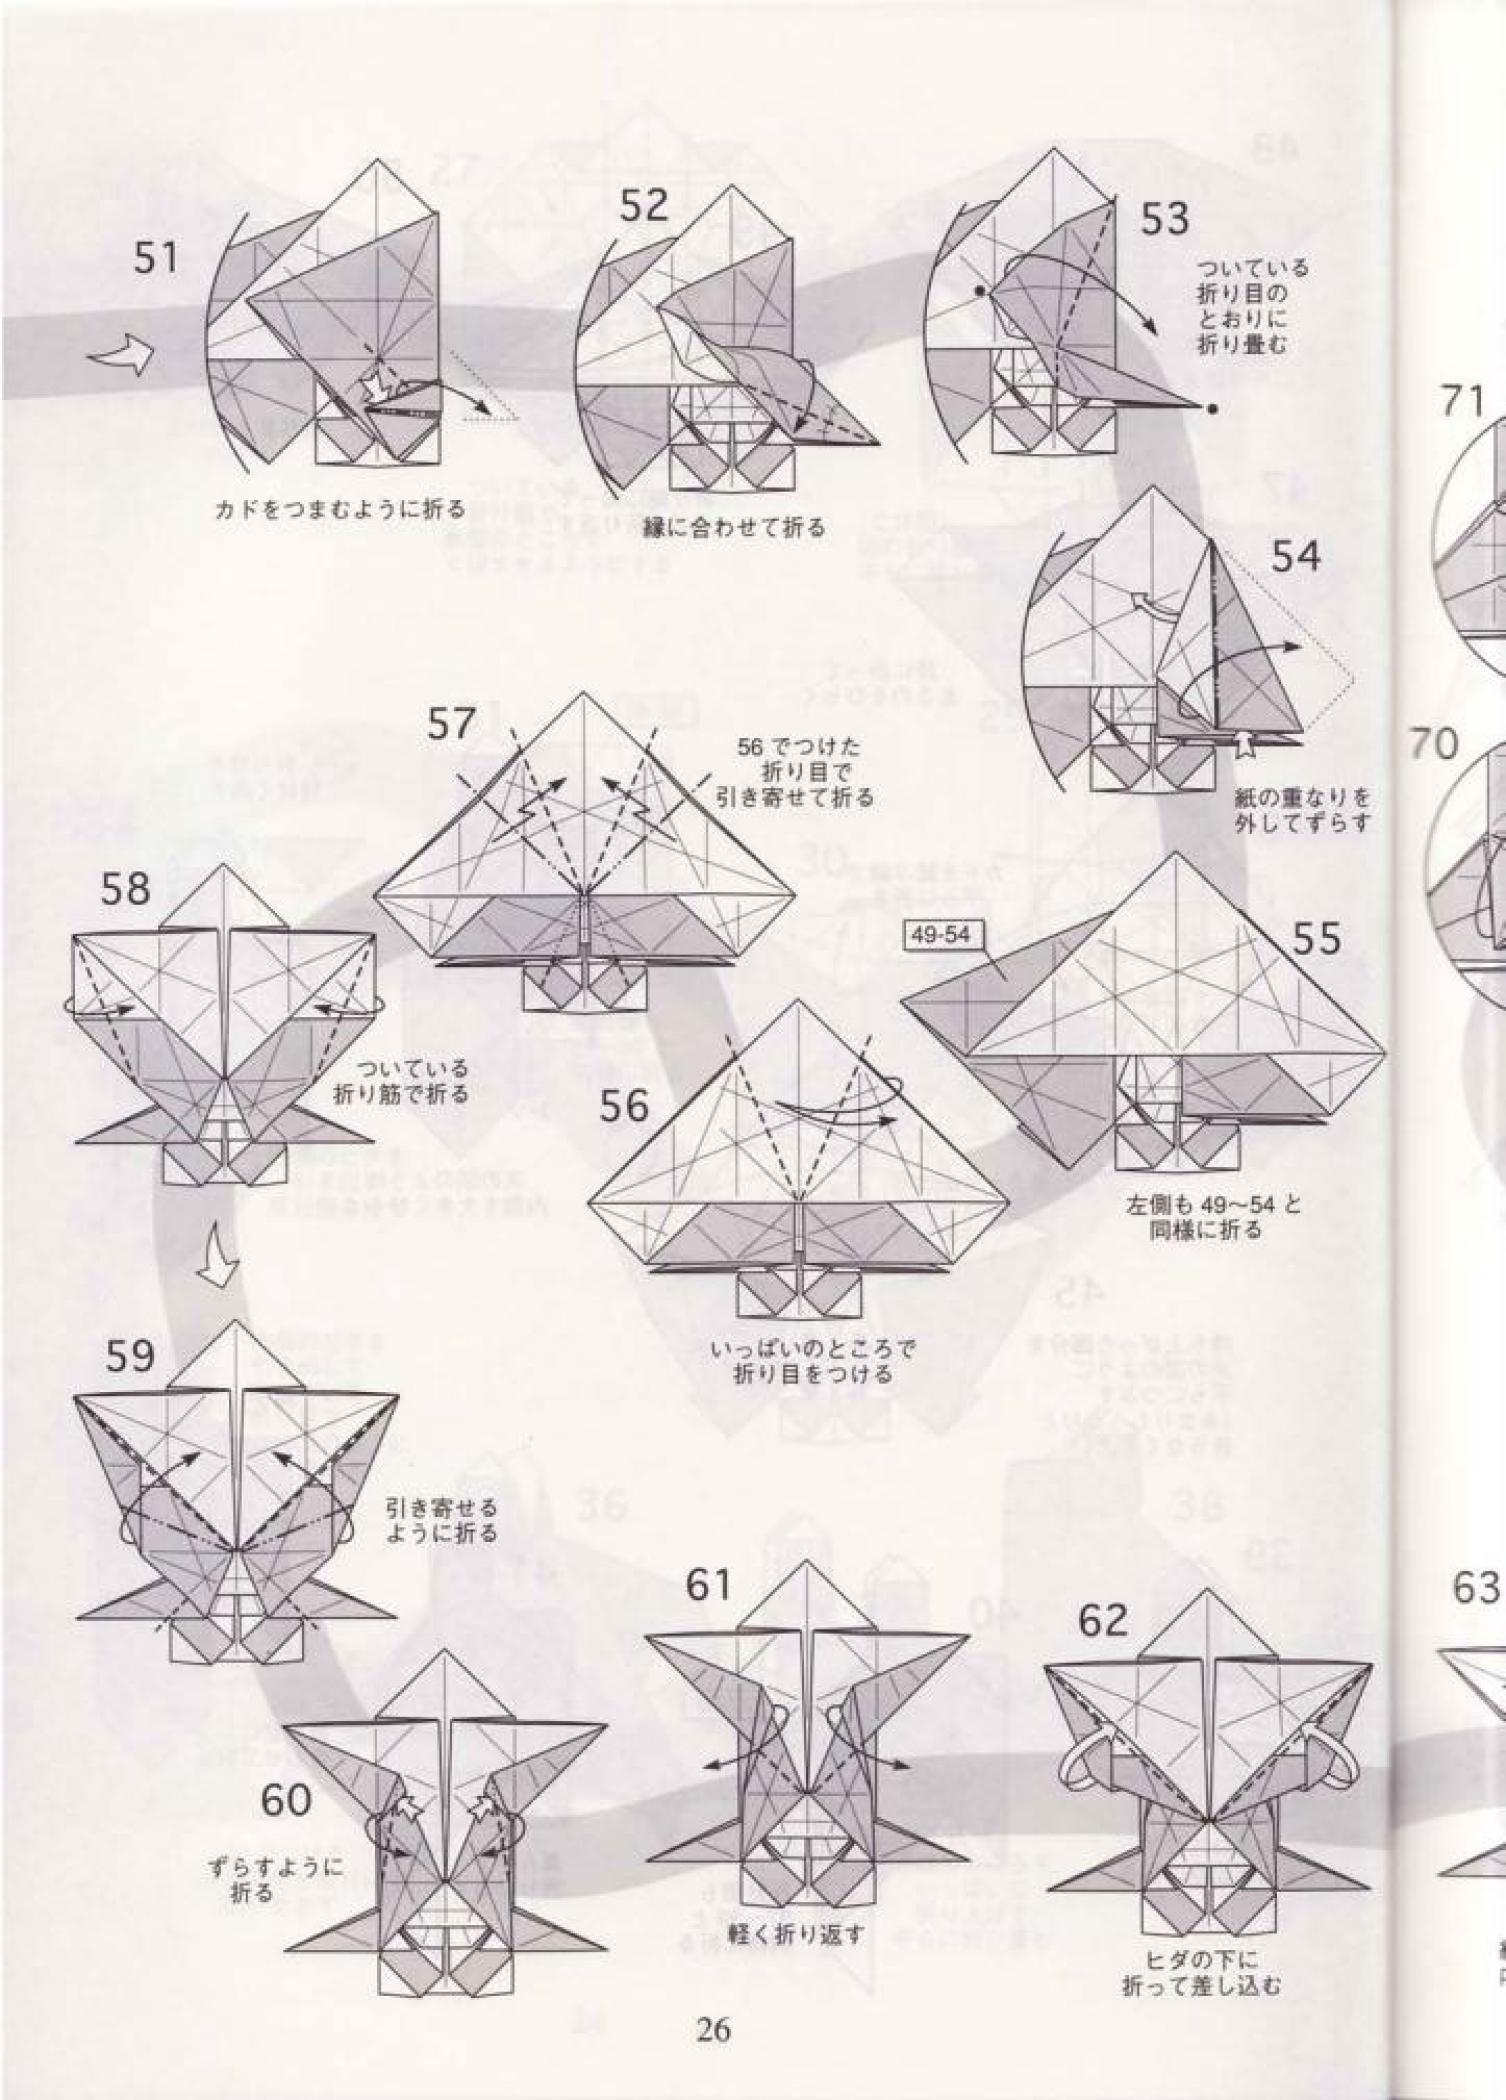 51
カドをつまむように折る
52
縁に合わせて折る
53
ついている
折り目の
とおりに
折り畳む
54
紙の重なりを
外してずらす
49-54
55
左側も 49〜54 と
同様に折る
56
いっぱいのところで
折り目をつける
57
56 でつけた
折り目で
引き寄せて折る
58
ついている
折り筋で折る
59
引き寄せる
ように折る
60
ずらすように
折る
61
軽く折り返す
62
ヒダの下に
折って差し込む
26
71
70
63